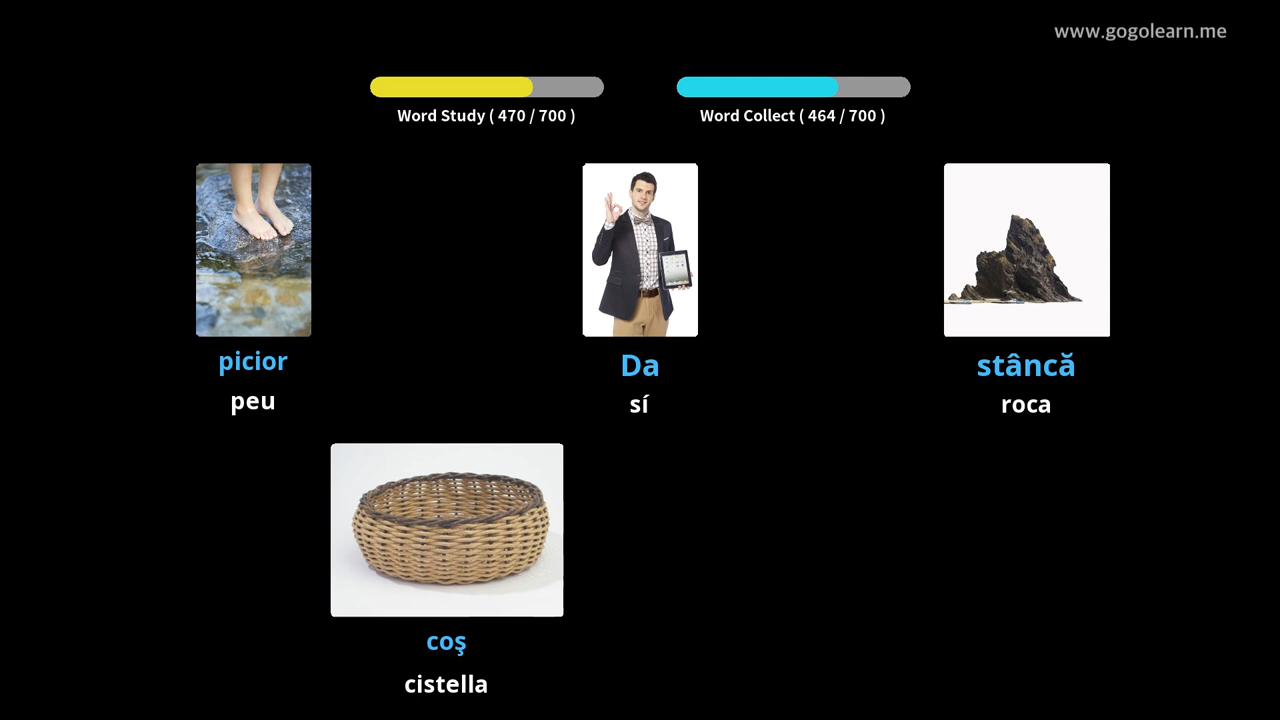 www.gogolearn.me
Word Study ( 470 / 700 )
Word Collect ( 464 / 700 )
picior
peu
Da
sí
stâncă
roca
coş
cistella